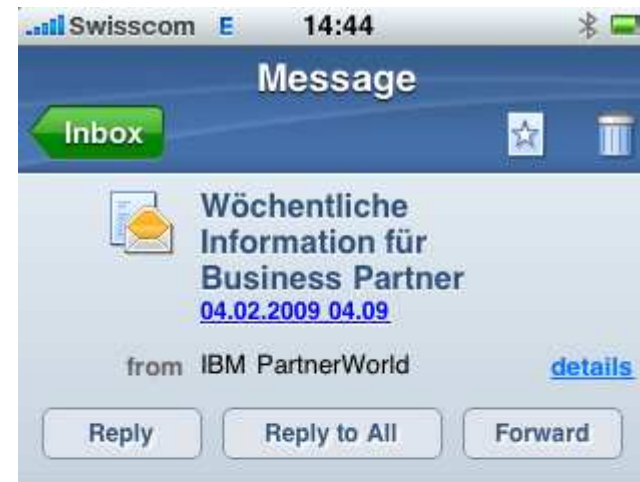 Swisscom E 14:44
Message
Inbox
Wöchentliche
Information für
Business Partner
04.02.2009 04.09
from IBM PartnerWorld details
Reply Reply to All Forward